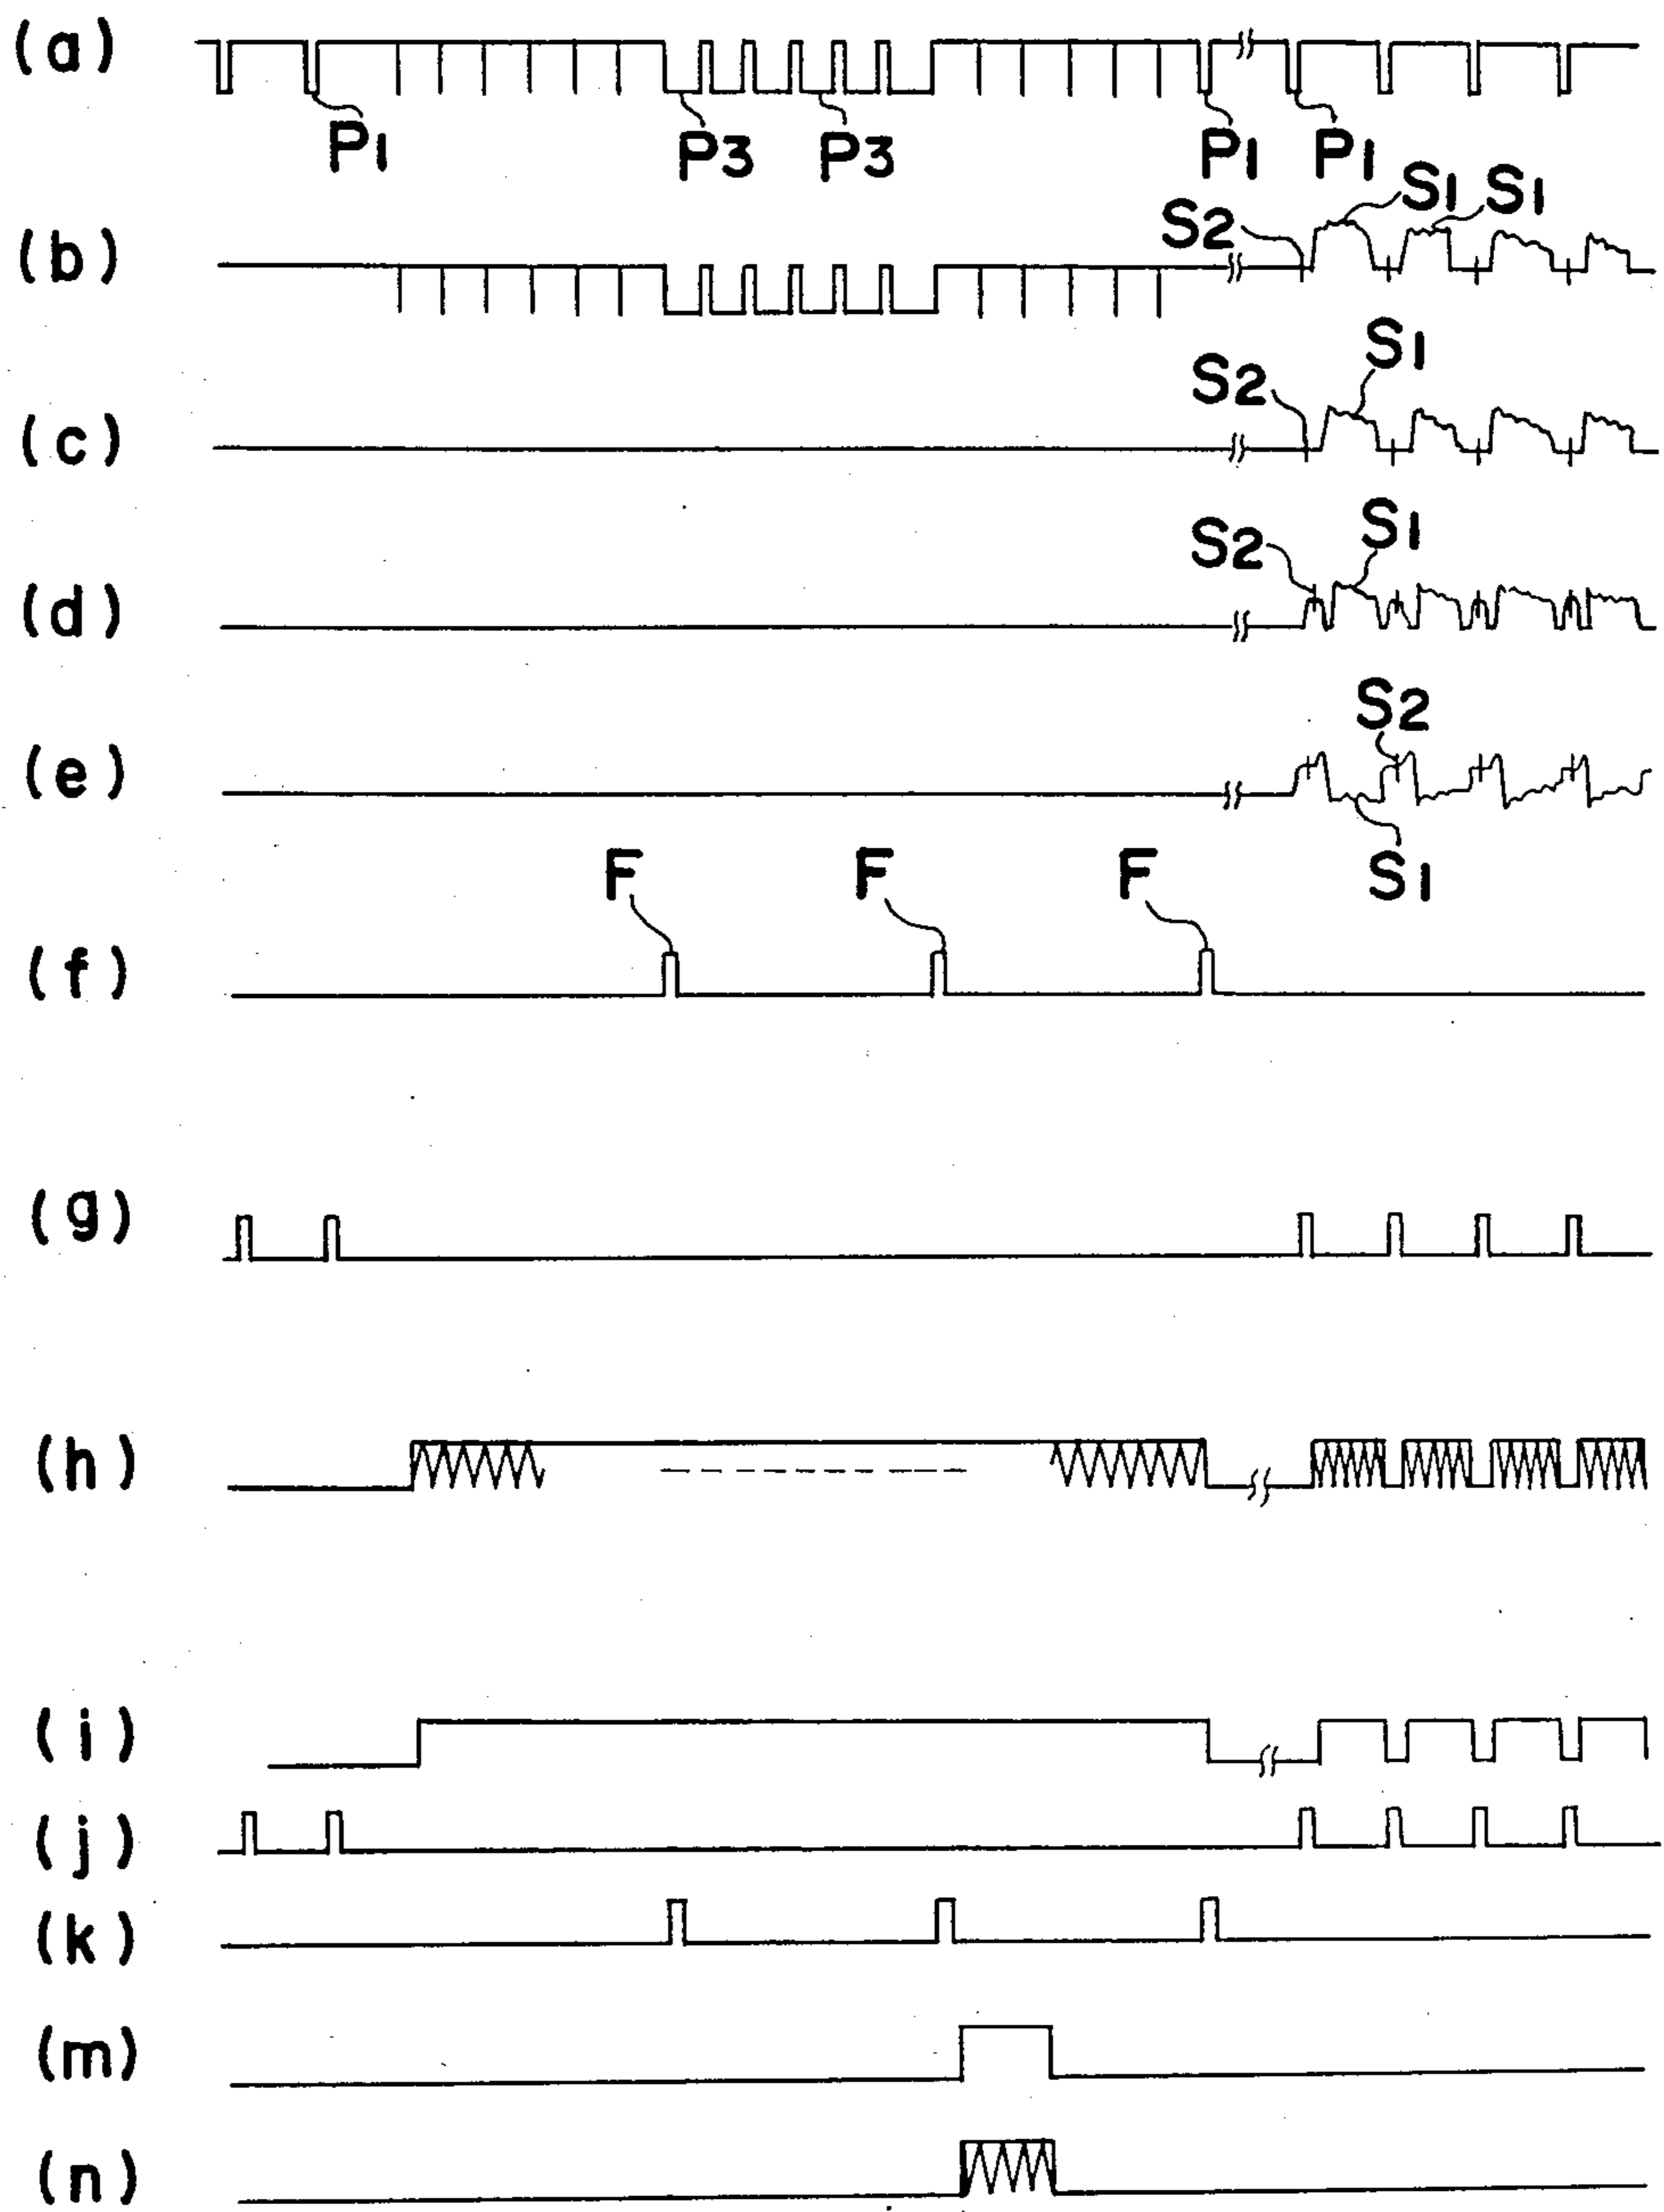 (a)
P1 P3 P3 P1 P1
(b)
S2 S1 S1
(c)
S2 S1
(d)
S2 S1
(e)
S2
S1
F F F
(f)
(g)
(h)
(i)
(j)
(k)
(m)
(n)